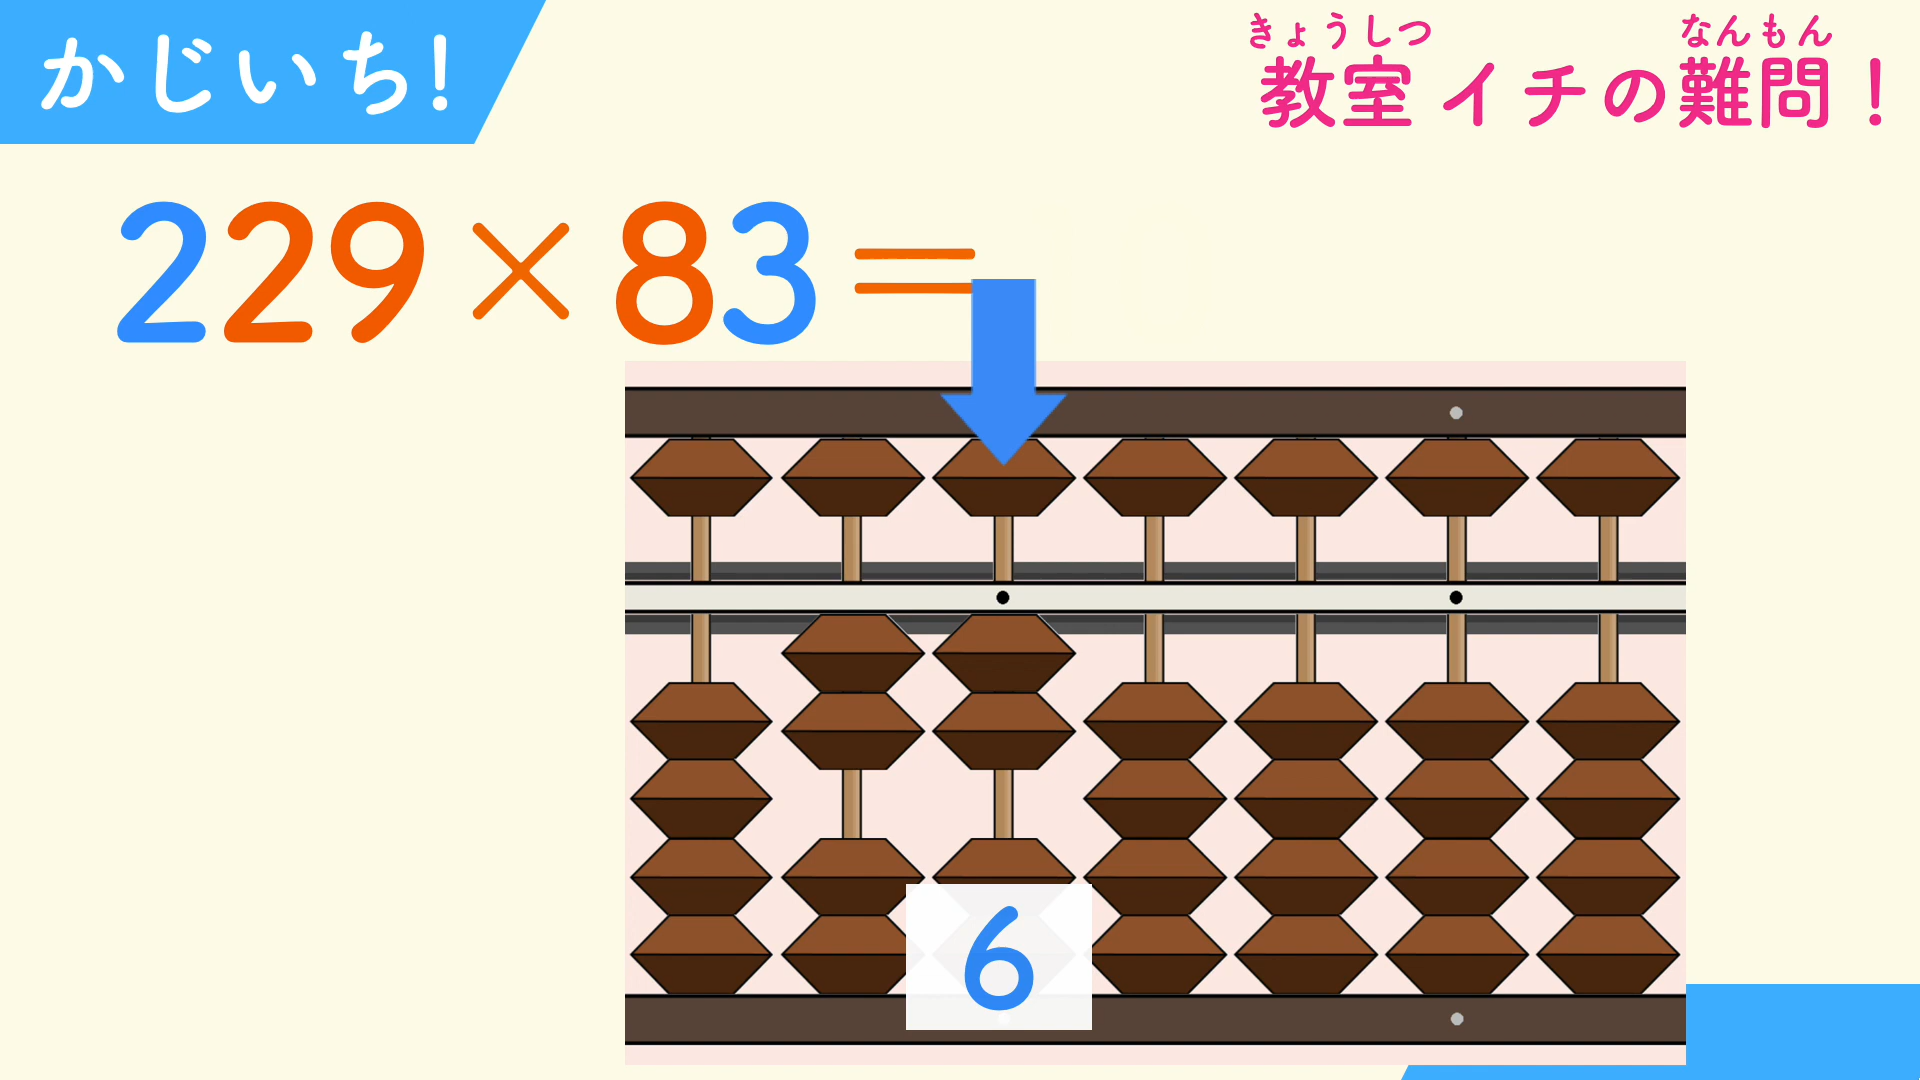 かじいち!
きょうしつ なんもん
教室イチの難問！
229×83=
6